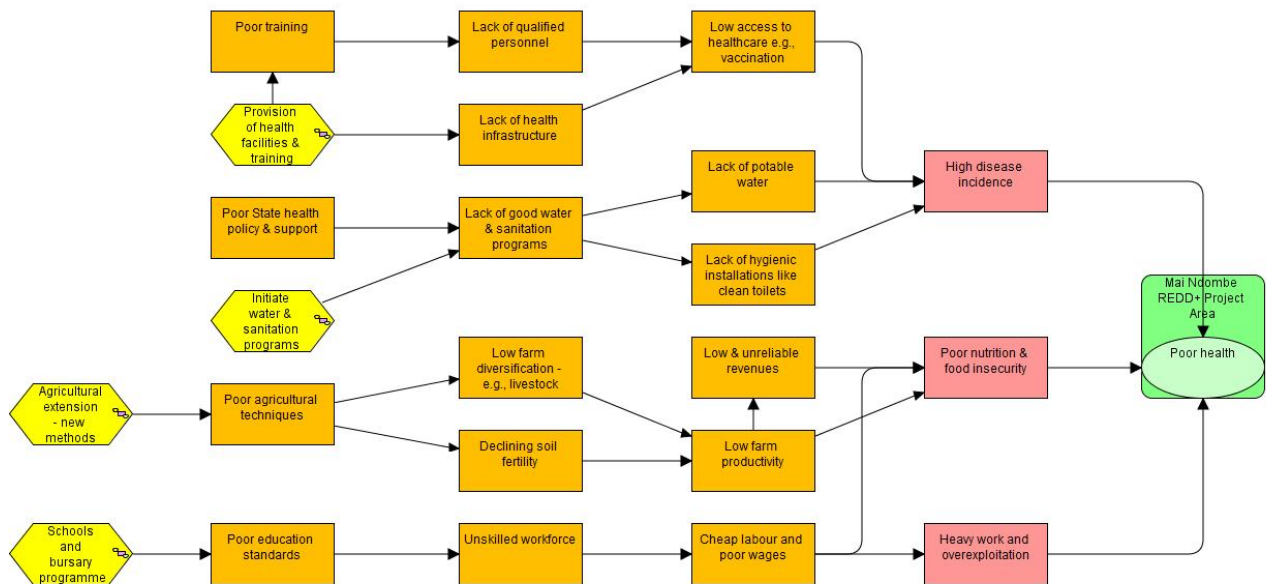 Poor training
Lack of qualified
personnel
Low access to
healthcare e.g.,
vaccination
Provision
of health
facilities &
training
Lack of health
infrastructure
Lack of potable
water
High disease
incidence
Poor State health
policy & support
Lack of good water
& sanitation
programs
Lack of hygienic
installations like
clean toilets
Initiate
water &
sanitation
programs
Mai Ndombe
REDD+ Project
Area
Poor health
Low farm
diversification -
e.g., livestock
Low & unreliable
revenues
Poor nutrition &
food insecurity
Agricultural
extension
- new
methods
Poor agricultural
techniques
Declining soil
fertility
Low farm
productivity
Schools
and
bursary
programme
Poor education
standards
Unskilled workforce
Cheap labour and
poor wages
Heavy work and
overexploitation